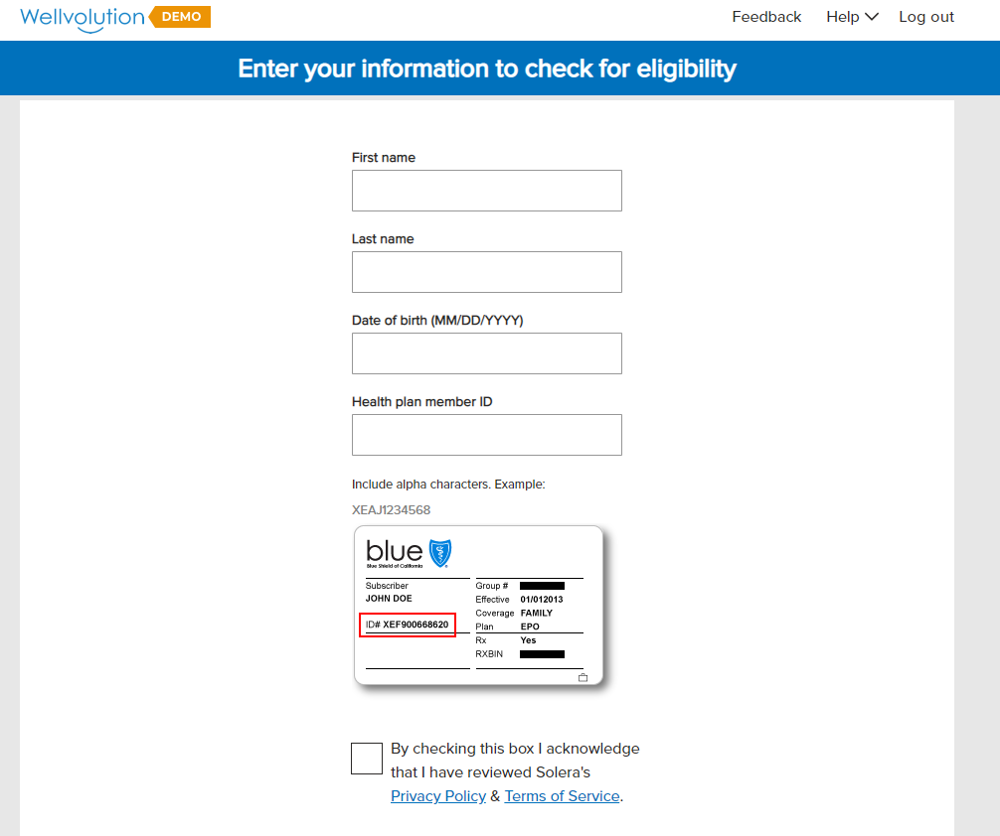 Wellvolution DEMO Feedback Help Log out
Enter your information to check for eligibility
First name
Last name
Date of birth (MM/DD/YYYY)
Health plan member ID
Include alpha characters. Example:
XEAJ1234568
blue
Blue Shield of California
Subscriber
JOHN DOE
ID# XEF900668620
Group #
Effective 01/012013
Coverage FAMILY
Plan EPO
Rx Yes
RXBIN
By checking this box I acknowledge
that I have reviewed Solera's
Privacy Policy & Terms of Service.